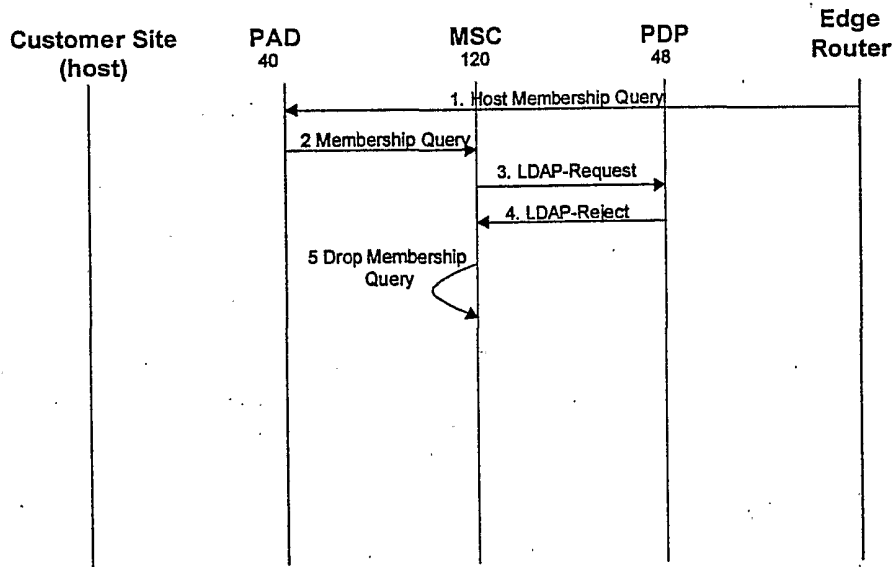 Customer Site
(host)
PAD
40
MSC
120
PDP
48
Edge
Router
1. Host Membership Query
2 Membership Query
3. LDAP-Request
4. LDAP-Reject
5 Drop Membership
Query